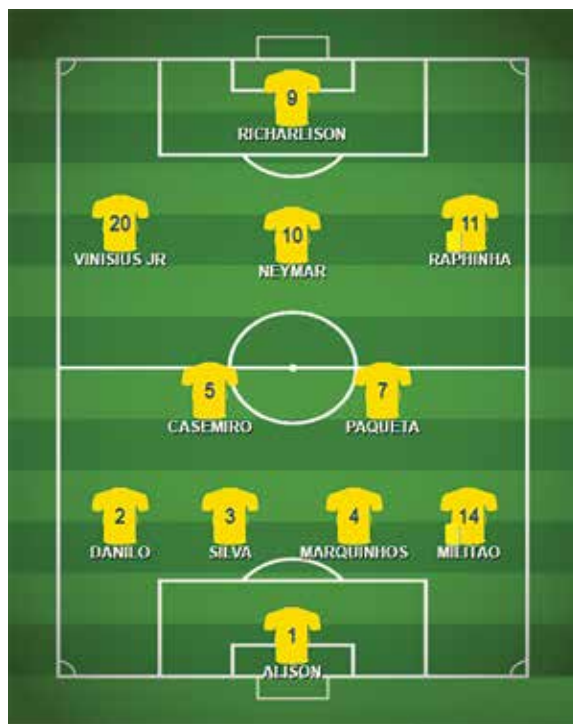 9
RICHARLISON
20
VINISIUS JR
10
NEYMAR
11
RAPHINHA
5
CASEMIRO
7
PAQUETA
2
DANILO
3
SILVA
4
MARQUINHOS
14
MILITAO
1
ALISON